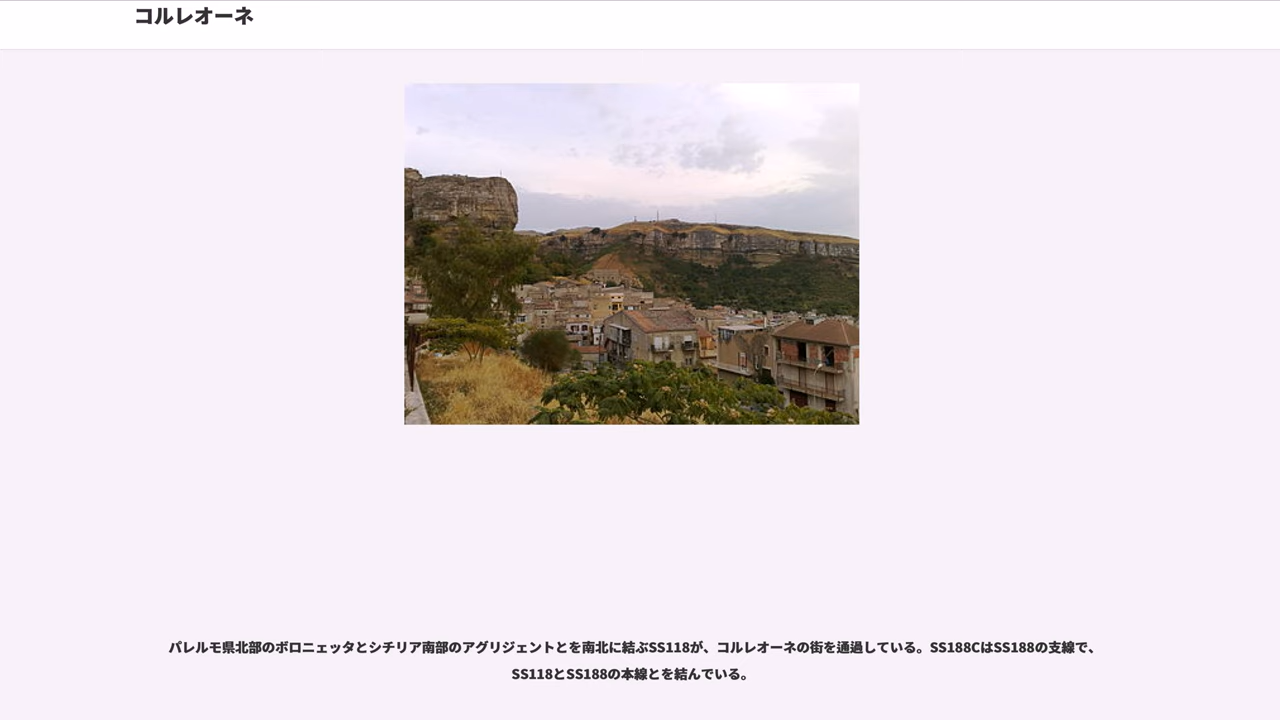 コルレオーネ
パレルモ県北部のボロニェッタとシチリア南部のアグリジェントとを南北に結ぶSS118が、コルレオーネの街を通過している。SS188CはSS188の支線で、
SS118とSS188の本線とを結んでいる。